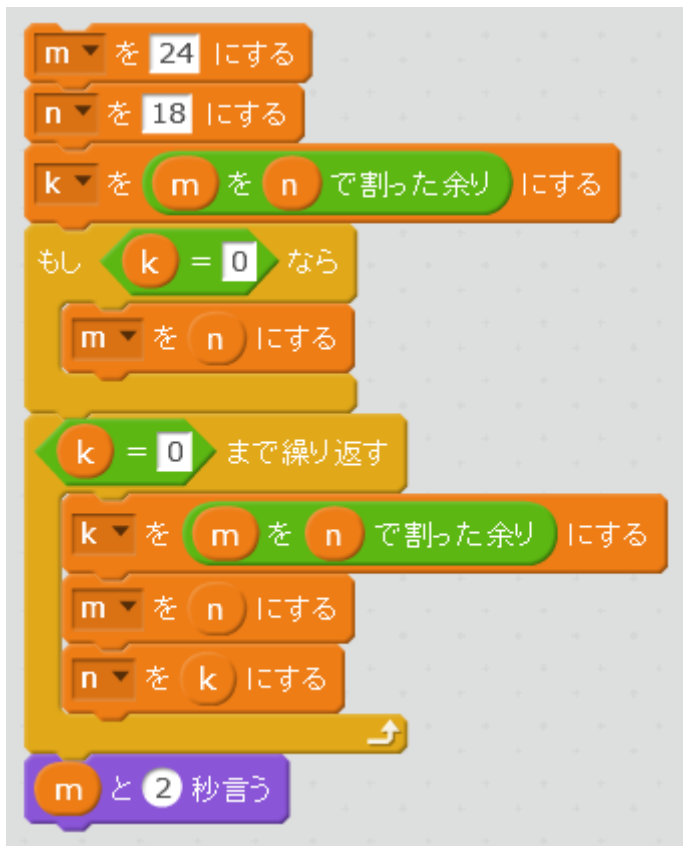 m を 24 にする
n を 18 にする
k を m を n で割った余り にする
もし k = 0 なら
m を n にする
k = 0 まで繰り返す
k を m を n で割った余り にする
m を n にする
n を k にする
m と 2 秒言う